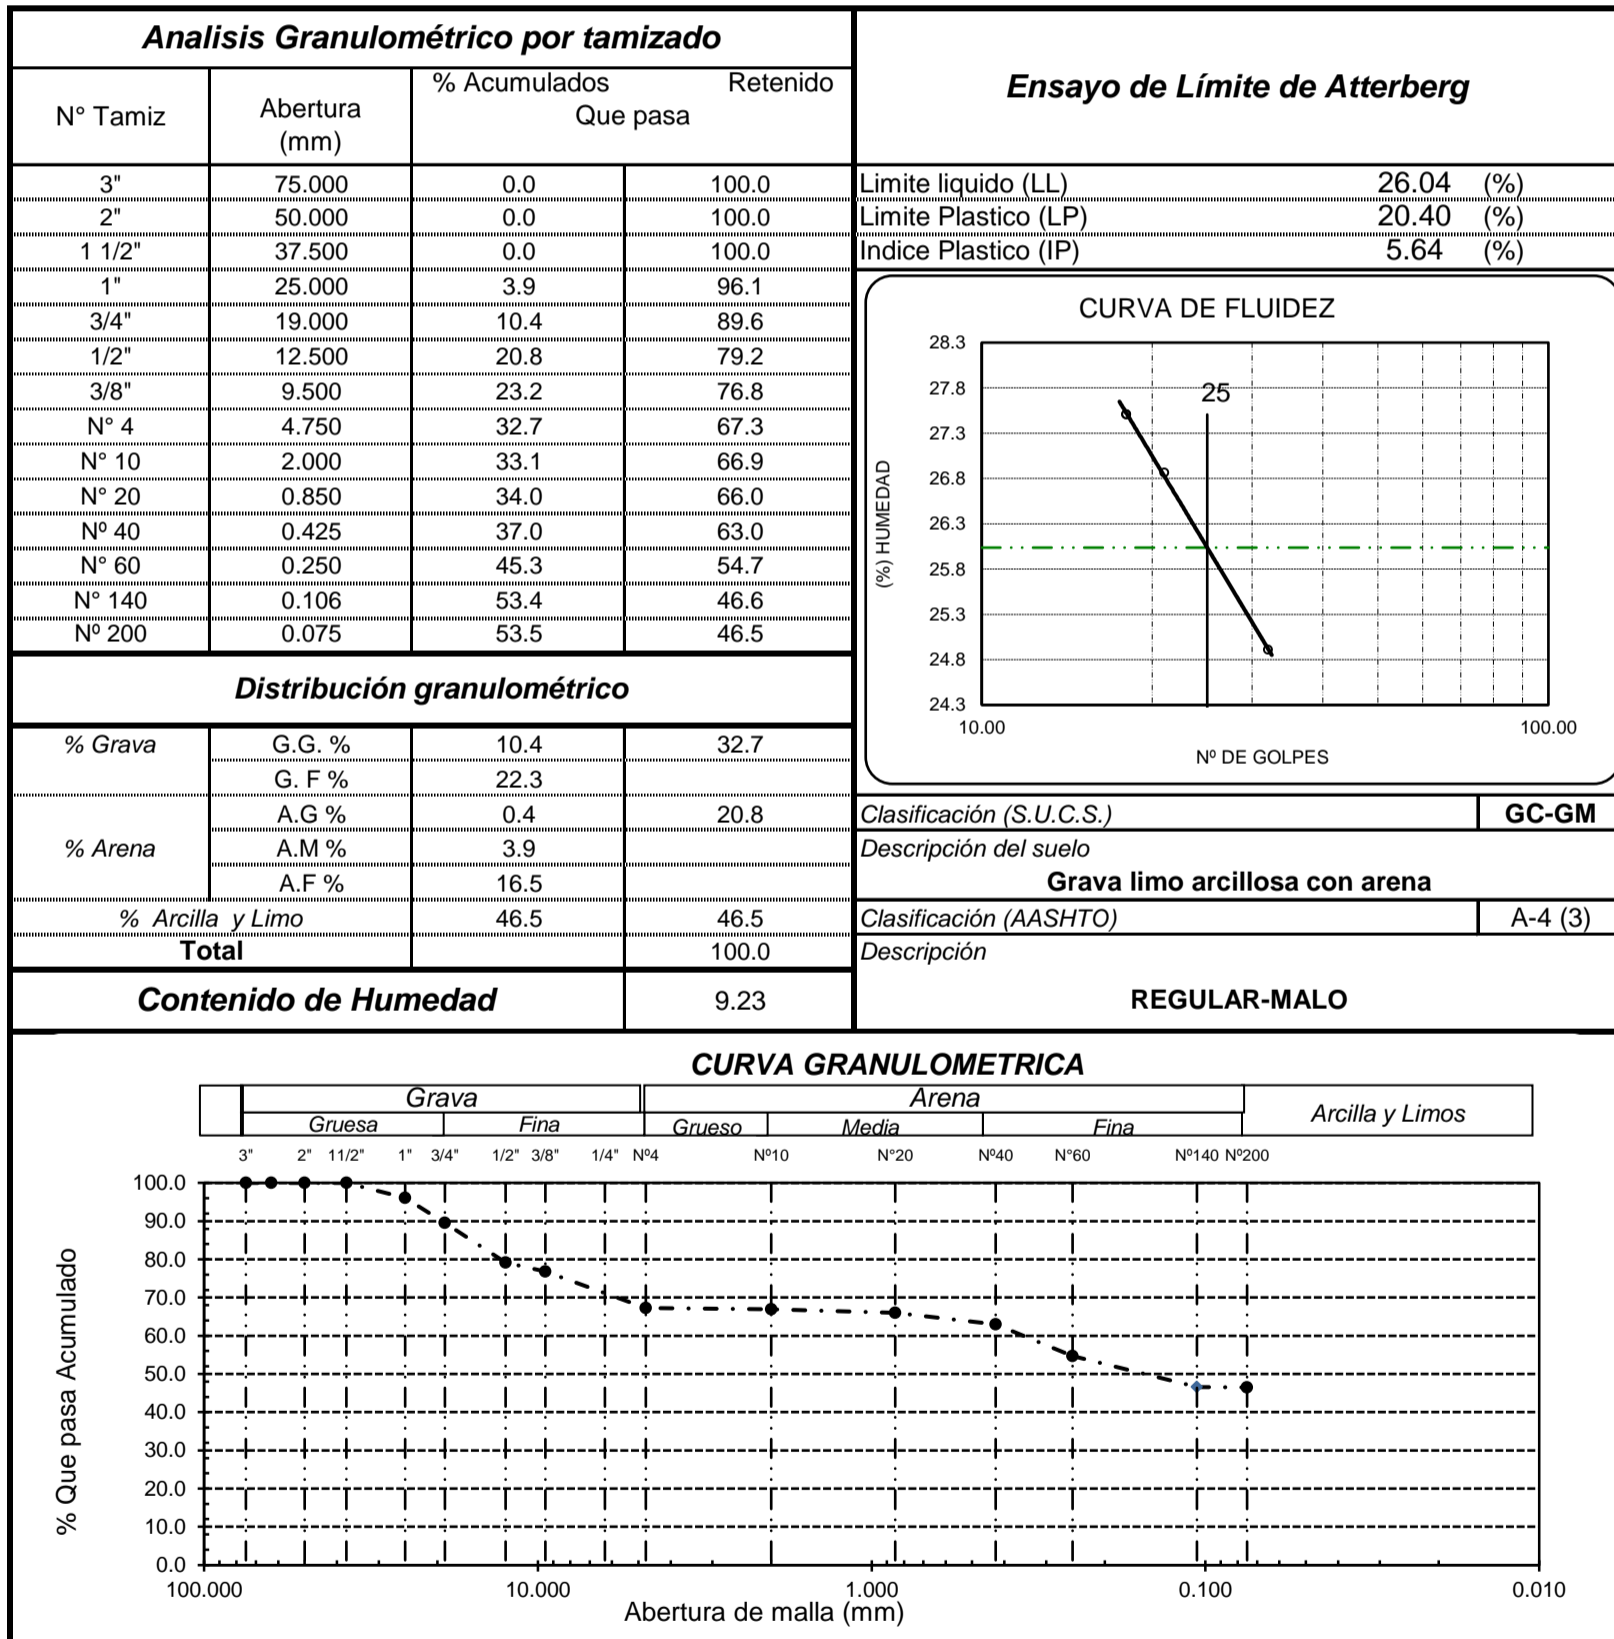 Analisis Granulométrico por tamizado
N° Tamiz
Abertura
(mm)
% Acumulados Retenido
Que pasa
3" 75.000 0.0 100.0
2" 50.000 0.0 100.0
1 1/2" 37.500 0.0 100.0
1" 25.000 3.9 96.1
3/4" 19.000 10.4 89.6
1/2" 12.500 20.8 79.2
3/8" 9.500 23.2 76.8
N° 4 4.750 32.7 67.3
N° 10 2.000 33.1 66.9
N° 20 0.850 34.0 66.0
Nº 40 0.425 37.0 63.0
N° 60 0.250 45.3 54.7
N° 140 0.106 53.4 46.6
Nº 200 0.075 53.5 46.5
Distribución granulométrico
% Grava G.G. % 10.4 32.7
G. F % 22.3
A.G % 0.4 20.8
% Arena A.M % 3.9
A.F % 16.5
% Arcilla y Limo 46.5 46.5
Total 100.0
Contenido de Humedad 9.23
Ensayo de Límite de Atterberg
Limite liquido (LL) 26.04 (%)
Limite Plastico (LP) 20.40 (%)
Indice Plastico (IP) 5.64 (%)
CURVA DE FLUIDEZ
28.3
27.8
27.3
26.8
26.3
25.8
25.3
24.8
24.3
25
(%) HUMEDAD
10.00 100.00
Nº DE GOLPES
Clasificación (S.U.C.S.) GC-GM
Descripción del suelo
Grava limo arcillosa con arena
Clasificación (AASHTO) A-4 (3)
Descripción
REGULAR-MALO
CURVA GRANULOMETRICA
Grava Arena Arcilla y Limos
Gruesa Fina Grueso Media Fina
3" 2" 11/2" 1" 3/4" 1/2" 3/8" 1/4" Nº4 Nº10 N°20 Nº40 N°60 Nº140 Nº200
100.0
90.0
80.0
70.0
60.0
50.0
40.0
30.0
20.0
10.0
0.0
% Que pasa Acumulado
100.000 10.000 1.000 0.100 0.010
Abertura de malla (mm)